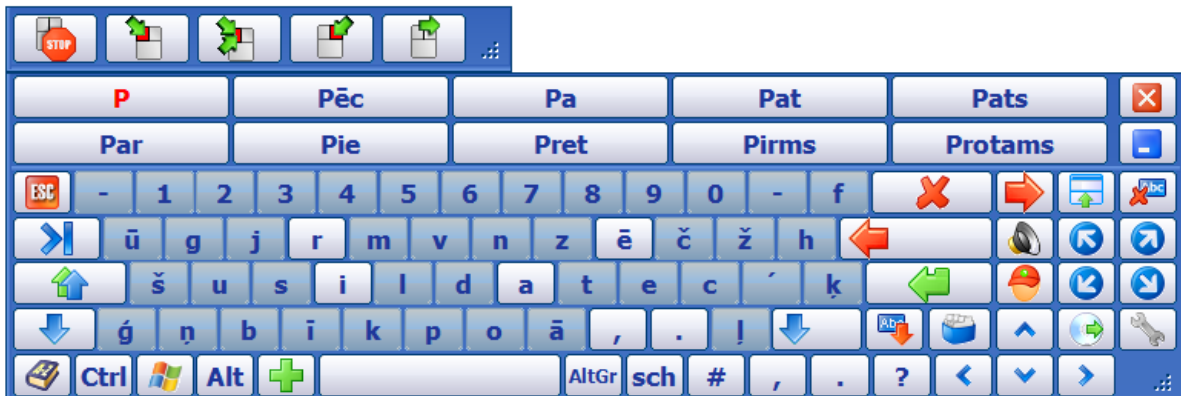 STOP
P Pēc Pa Pat Pats
Par Pie Pret Pirms Protams
ESC - 1 2 3 4 5 6 7 8 9 0 - f Abc
ū g j r m v n z ē č ž h
š u s i l d a t e c ´ ķ
ģ ņ b ī k p o ā , . ļ Abc
Ctrl Alt AltGr sch # , . ?